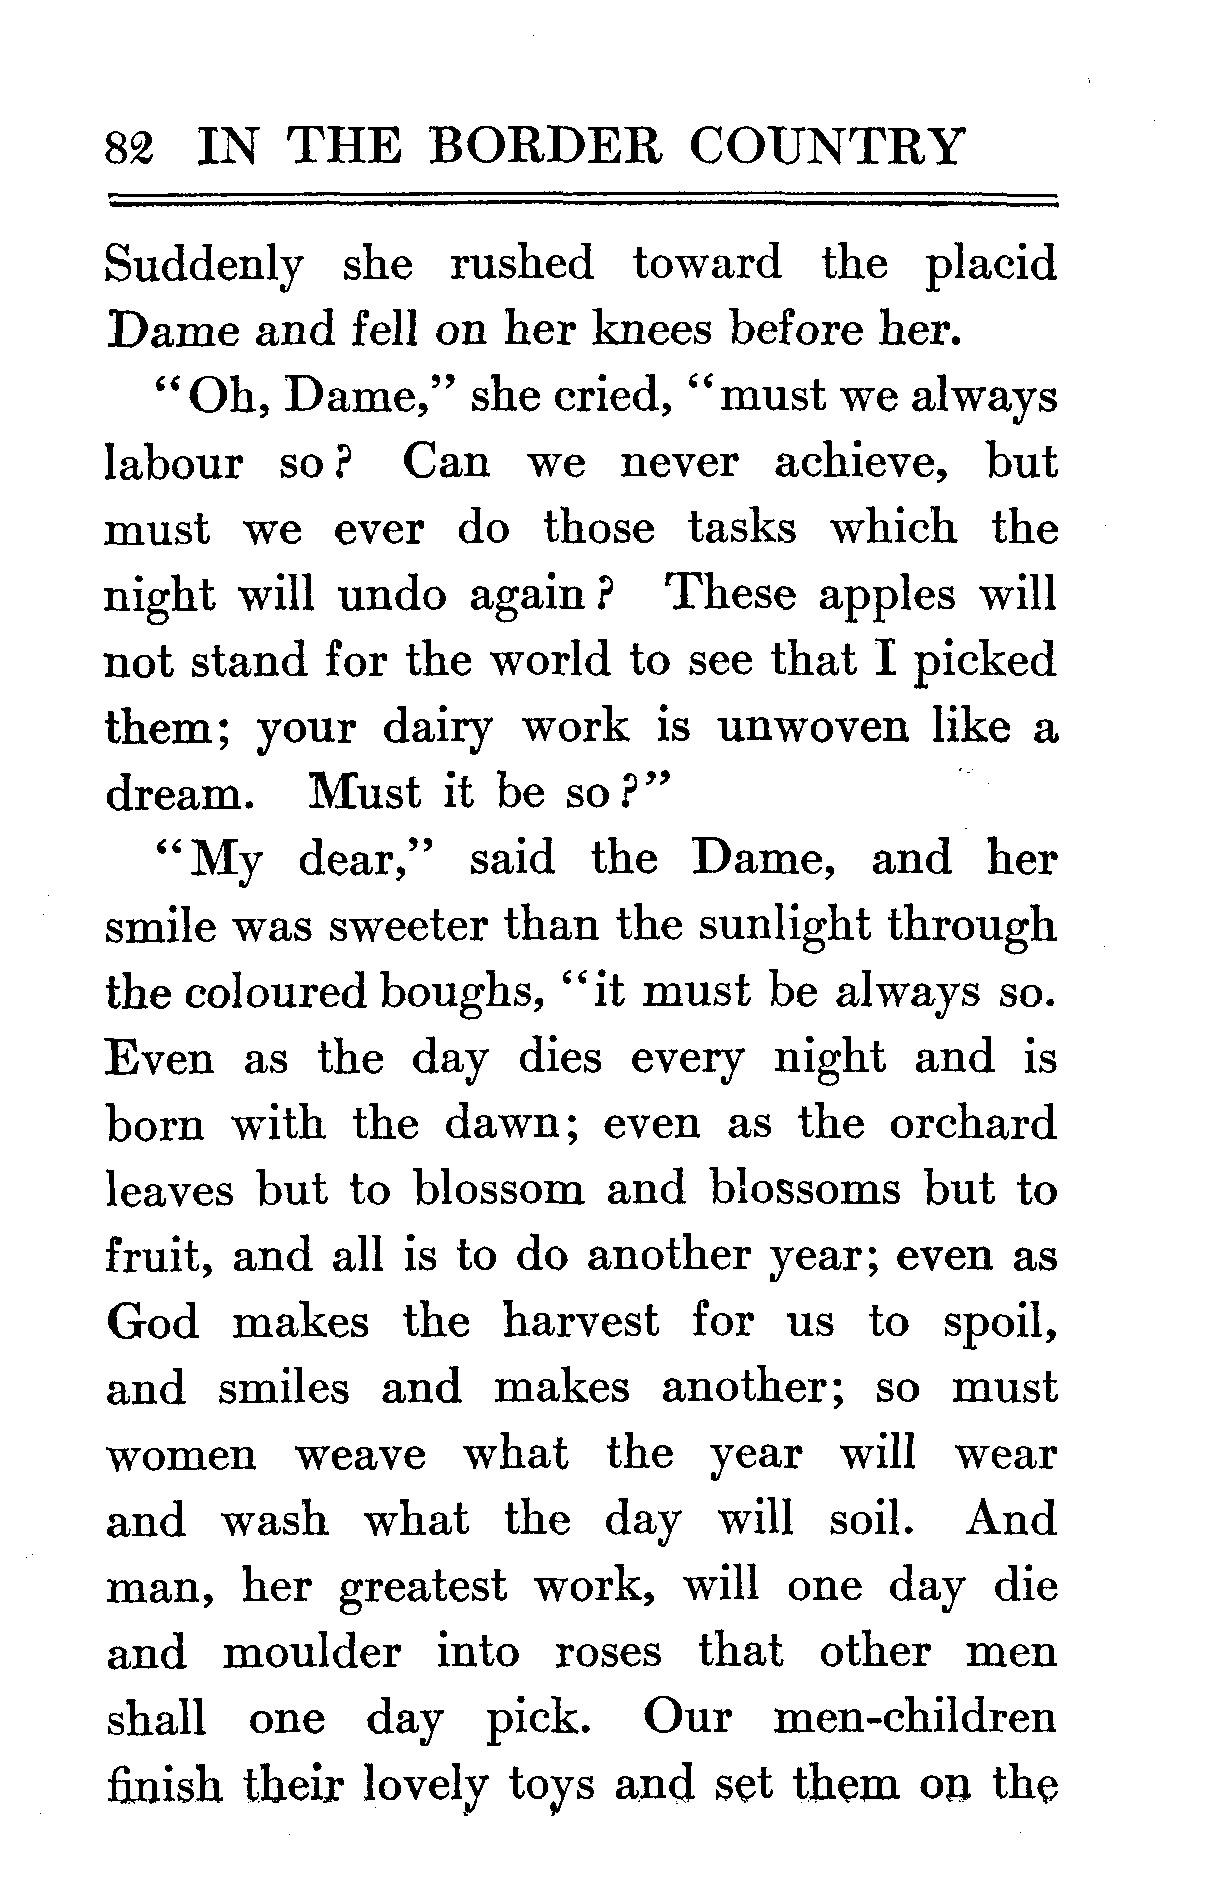 82 IN THE BORDER COUNTRY
Suddenly she rushed toward the placid
Dame and fell on her knees before her.
“Oh, Dame,” she cried, “must we always
labour so? Can we never achieve, but
must we ever do those tasks which the
night will undo again? These apples will
not stand for the world to see that I picked
them; your dairy work is unwoven like a
dream. Must it be so?”
“My dear,” said the Dame, and her
smile was sweeter than the sunlight through
the coloured boughs, “it must be always so.
Even as the day dies every night and is
born with the dawn; even as the orchard
leaves but to blossom and blossoms but to
fruit, and all is to do another year; even as
God makes the harvest for us to spoil,
and smiles and makes another; so must
women weave what the year will wear
and wash what the day will soil. And
man, her greatest work, will one day die
and moulder into roses that other men
shall one day pick. Our men-children
finish their lovely toys and set them on the